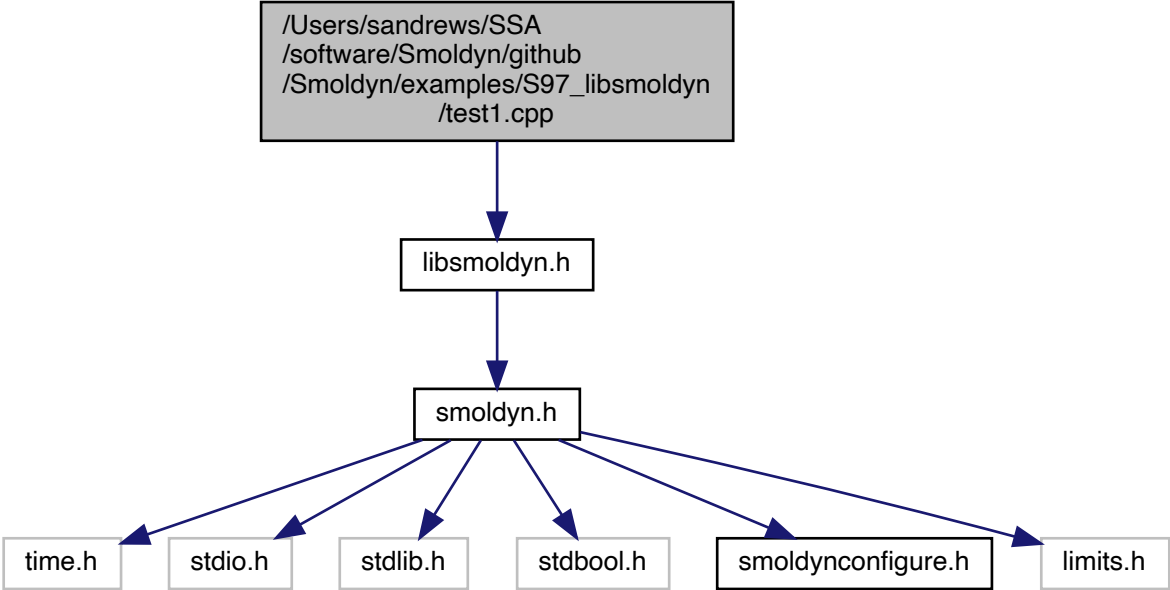 /Users/sandrews/SSA
/software/Smoldyn/github
/Smoldyn/examples/S97_libsmoldyn
/test1.cpp
libsmoldyn.h
smoldyn.h
time.h
stdio.h
stdlib.h
stdbool.h
smoldynconfigure.h
limits.h